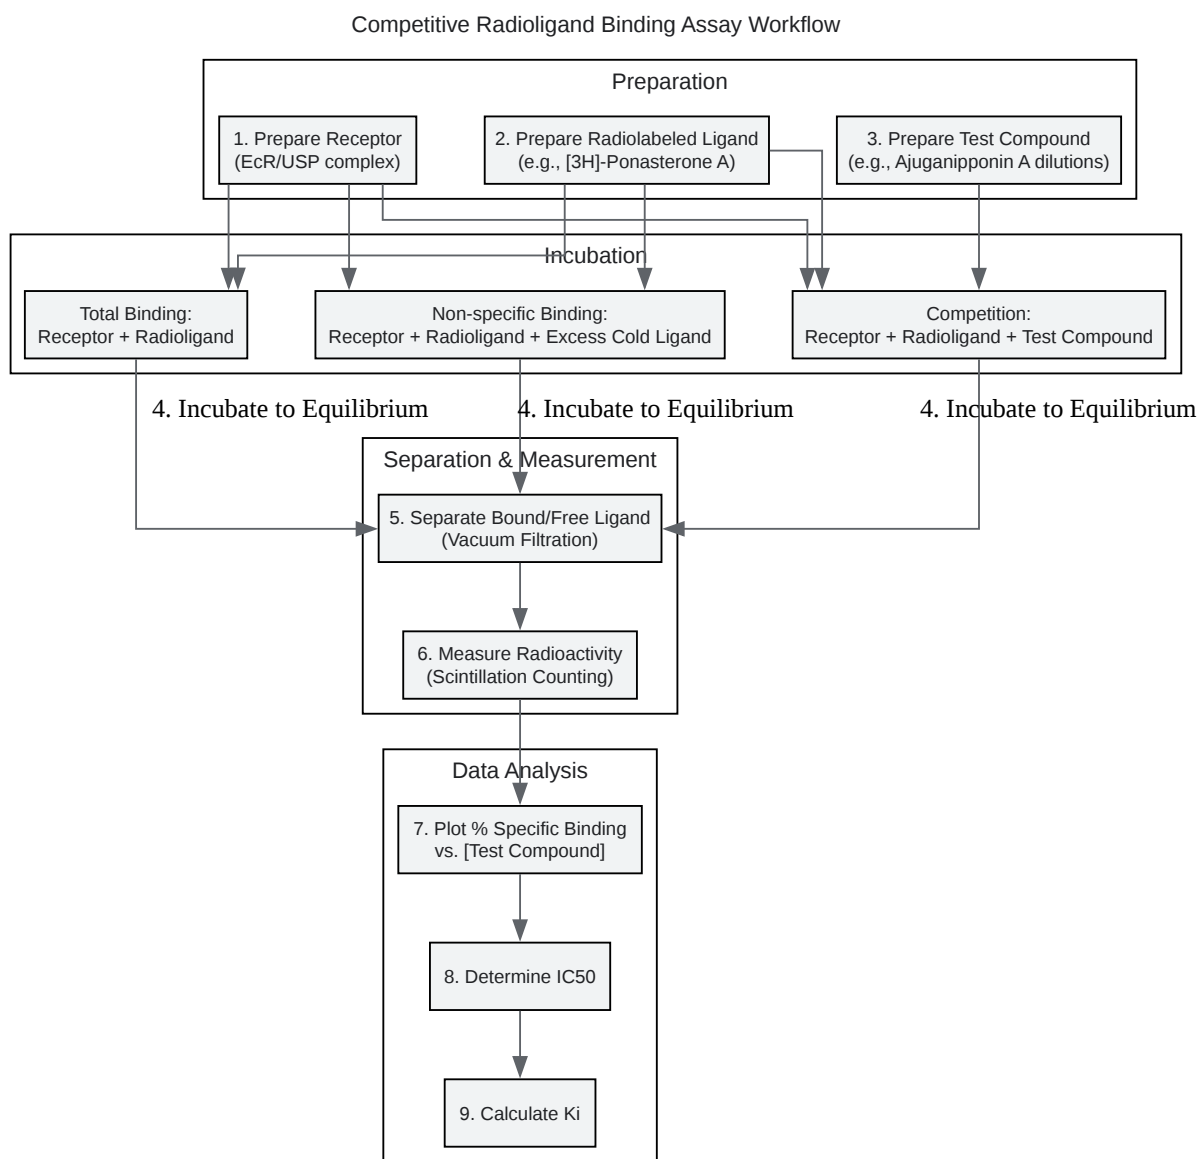 Competitive Radioligand Binding Assay Workflow
Preparation
1. Prepare Receptor
(EcR/USP complex)
2. Prepare Radiolabeled Ligand
(e.g., [3H]-Ponasterone A)
3. Prepare Test Compound
(e.g., Ajuganipponin A dilutions)
Incubation
Total Binding:
Receptor + Radioligand
Non-specific Binding:
Receptor + Radioligand + Excess Cold Ligand
Competition:
Receptor + Radioligand + Test Compound
4. Incubate to Equilibrium
4. Incubate to Equilibrium
4. Incubate to Equilibrium
Separation & Measurement
5. Separate Bound/Free Ligand
(Vacuum Filtration)
6. Measure Radioactivity
(Scintillation Counting)
Data Analysis
7. Plot % Specific Binding
vs. [Test Compound]
8. Determine IC50
9. Calculate Ki